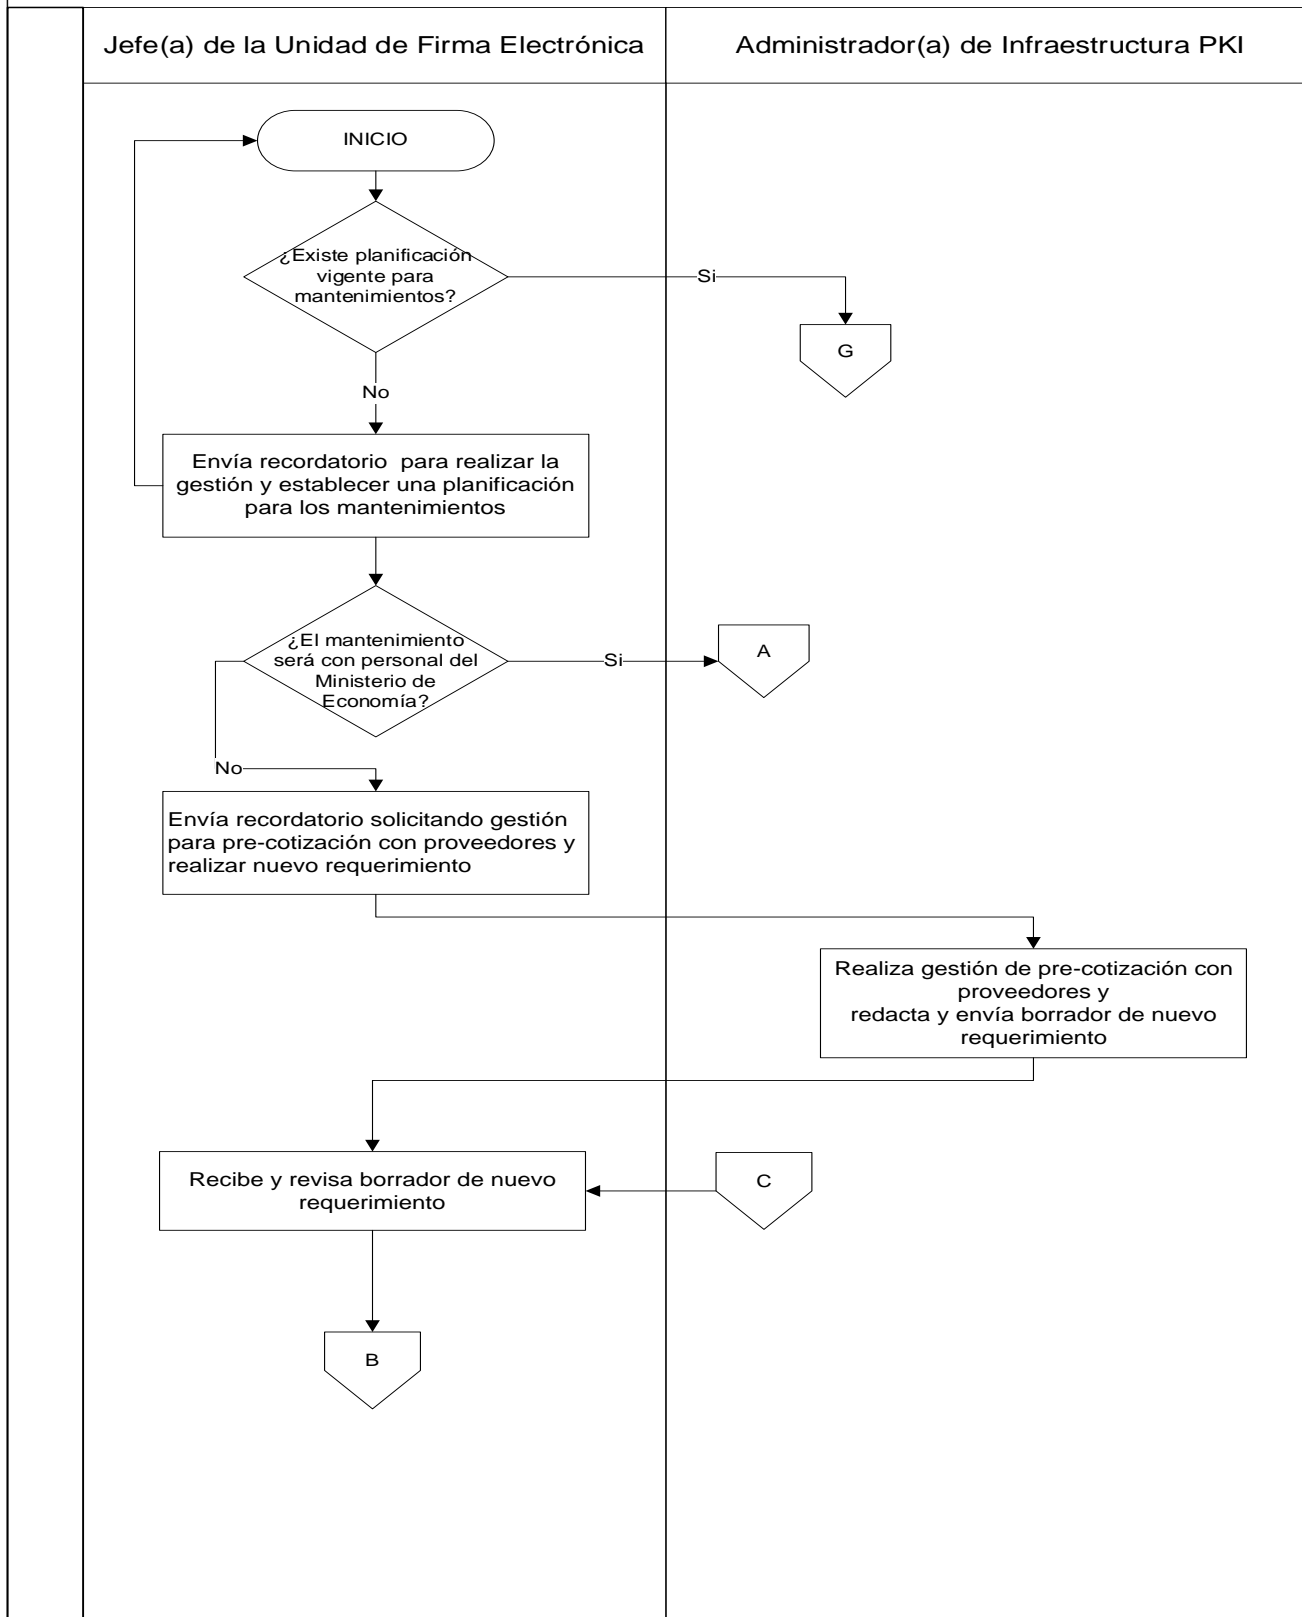 Jefe(a) de la Unidad de Firma Electrónica
Administrador(a) de Infraestructura PKI
INICIO
¿Existe planificación
vigente para
mantenimientos?
Si
G
No
Envía recordatorio  para realizar la
gestión y establecer una planificación
para los mantenimientos
¿El mantenimiento
será con personal del
Ministerio de
Economía?
Si
A
No
Envía recordatorio solicitando gestión
para pre-cotización con proveedores y
realizar nuevo requerimiento
Realiza gestión de pre-cotización con
proveedores y
redacta y envía borrador de nuevo
requerimiento
Recibe y revisa borrador de nuevo
requerimiento
C
B